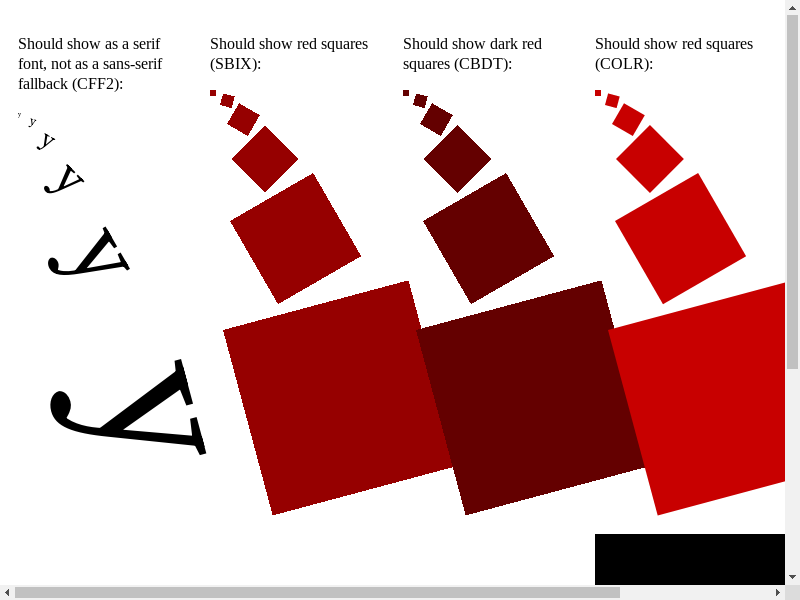 Should show as a serif
font, not as a sans-serif
fallback (CFF2):
y
y
y
y
y
y
Should show red squares
(SBIX):
Should show dark red
squares (CBDT):
Should show red squares
(COLR):